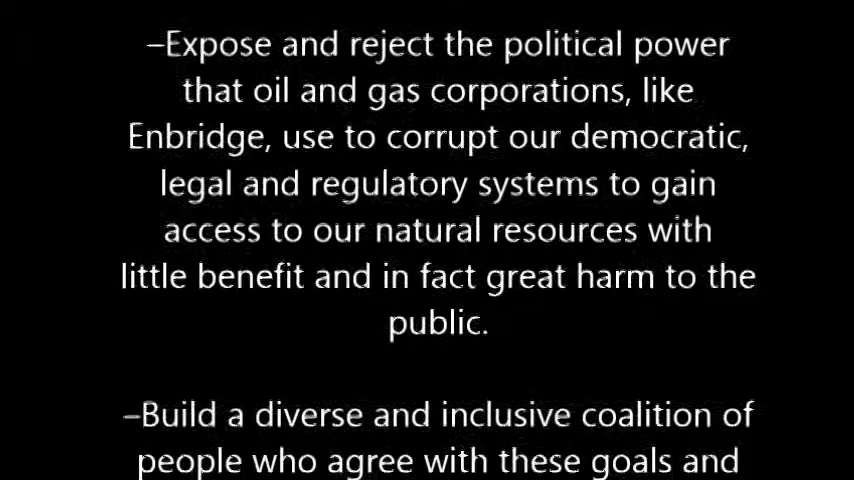 –Expose and reject the political power
that oil and gas corporations, like
Enbridge, use to corrupt our democratic,
legal and regulatory systems to gain
access to our natural resources with
little benefit and in fact great harm to the
public.
–Build a diverse and inclusive coalition of
people who agree with these goals and